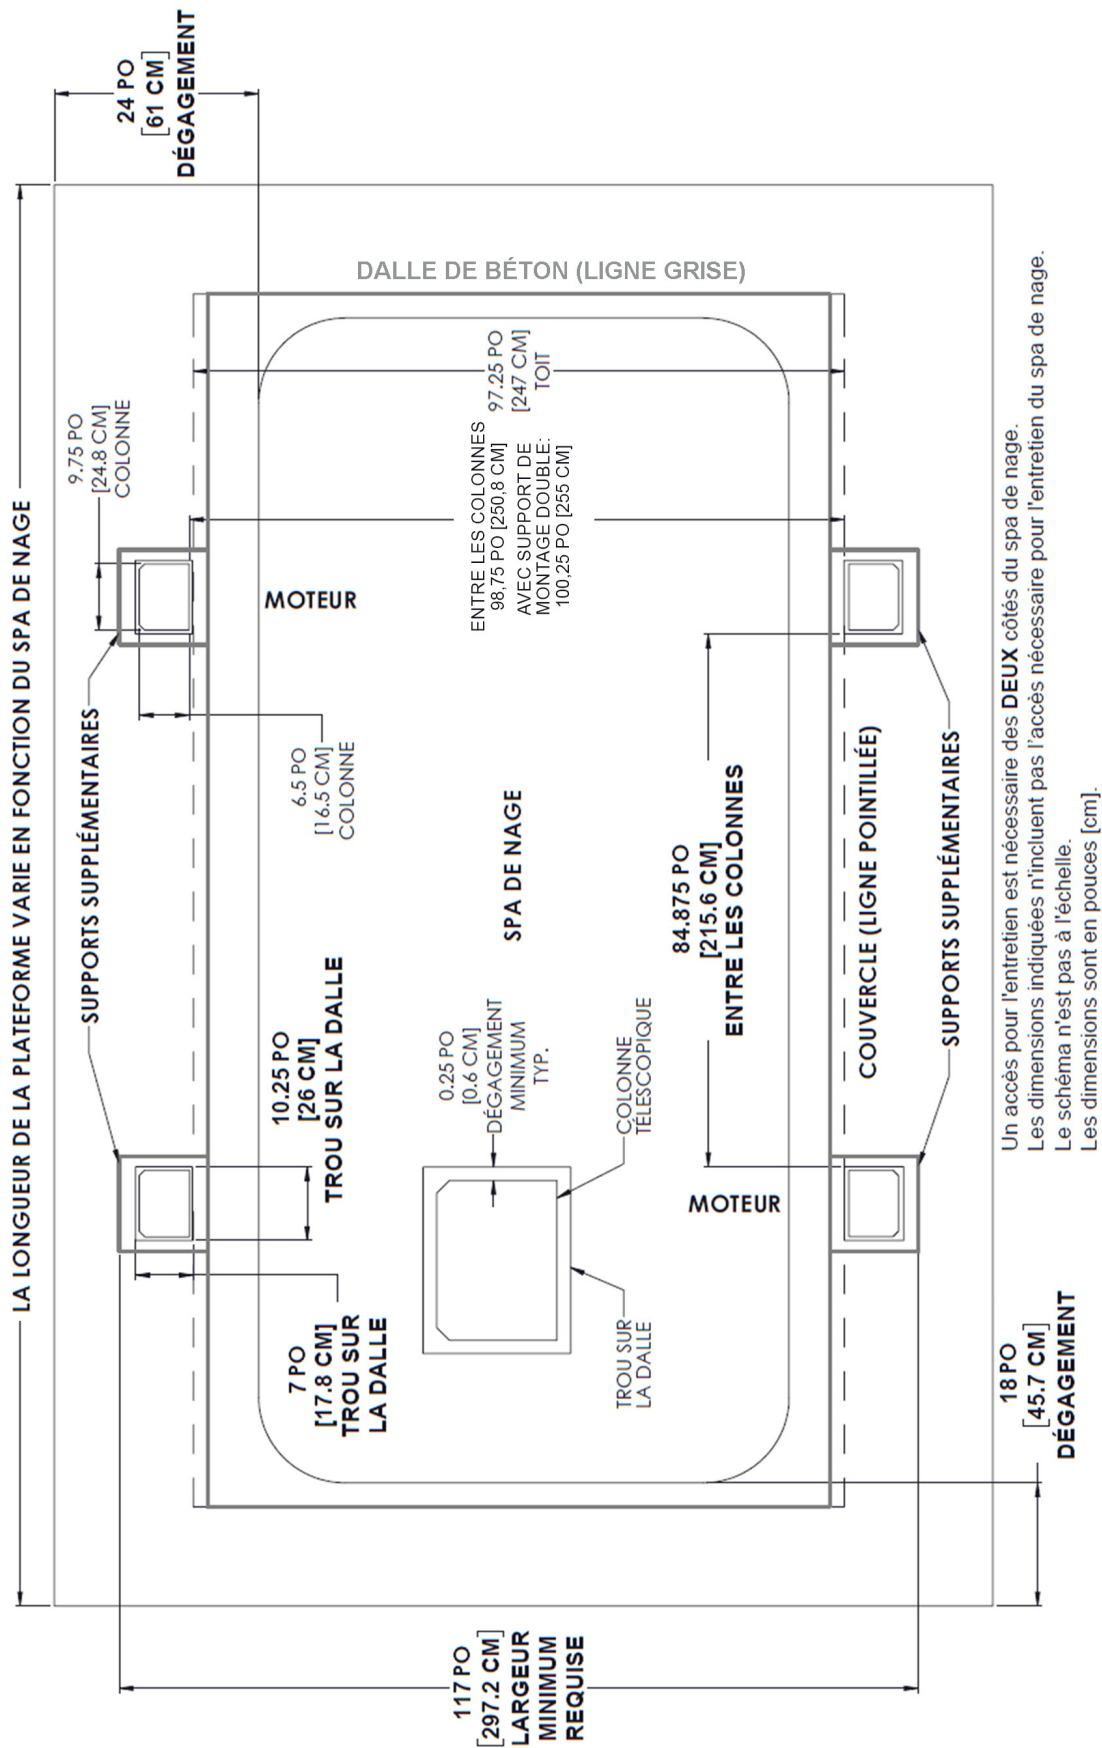 LA LONGUEUR DE LA PLATEFORME VARIE EN FONCTION DU SPA DE NAGE
24 PO
[61 CM]
DÉGAGEMENT
SUPPORTS SUPPLÉMENTAIRES
9.75 PO
[24.8 CM]
COLONNE
DALLE DE BÉTON (LIGNE GRISE)
MOTEUR
6.5 PO
[16.5 CM]
COLONNE
10.25 PO
[26 CM]
TROU SUR LA DALLE
7 PO
[17.8 CM]
TROU SUR
LA DALLE
97.25 PO
[247 CM]
TOIT
ENTRE LES COLONNES
98,75 PO [250,8 CM]
AVEC SUPPORT DE
MONTAGE DOUBLE:
100,25 PO [255 CM]
SPA DE NAGE
0.25 PO
[0.6 CM]
DÉGAGEMENT
MINIMUM
TYP.
COLONNE
TÉLESCOPIQUE
TROU SUR
LA DALLE
84.875 PO
[215.6 CM]
ENTRE LES COLONNES
MOTEUR
COUVERCLE (LIGNE POINTILLÉE)
SUPPORTS SUPPLÉMENTAIRES
117 PO
[297.2 CM]
LARGEUR
MINIMUM
REQUISE
18 PO
[45.7 CM]
DÉGAGEMENT
Un accès pour l'entretien est nécessaire des DEUX côtés du spa de nage.
Les dimensions indiquées n'incluent pas l'accès nécessaire pour l'entretien du spa de nage.
Le schéma n'est pas à l'échelle.
Les dimensions sont en pouces [cm].